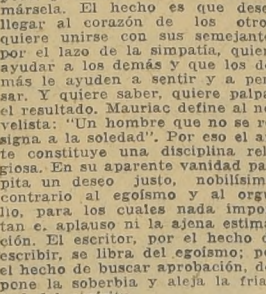 mársela. El hecho es que dese
llegar al corazón de los otro
quiere unirse con sus semejant
por el lazo de la simpatía, quier
ayudar a los demás y que los d
más le ayuden a sentir y a pen
sar. Y quiere saber, quiere palp
el resultado. Mauriac define al n
velista: "Un hombre que no se r
signa a la soledad". Por eso el a
te constituye una disciplina rel
giosa. En su aparente vanidad pa
pita un deseo justo, nobilísim
contrario al egoísmo y al orgu
llo, para los cuales nada impo
tan e. aplauso ni la ajena estima
ción. El escritor, por el hecho d
escribir, se libra del egoísmo; p
el hecho de buscar aprobación, d
pone la soberbia y aleja la fria